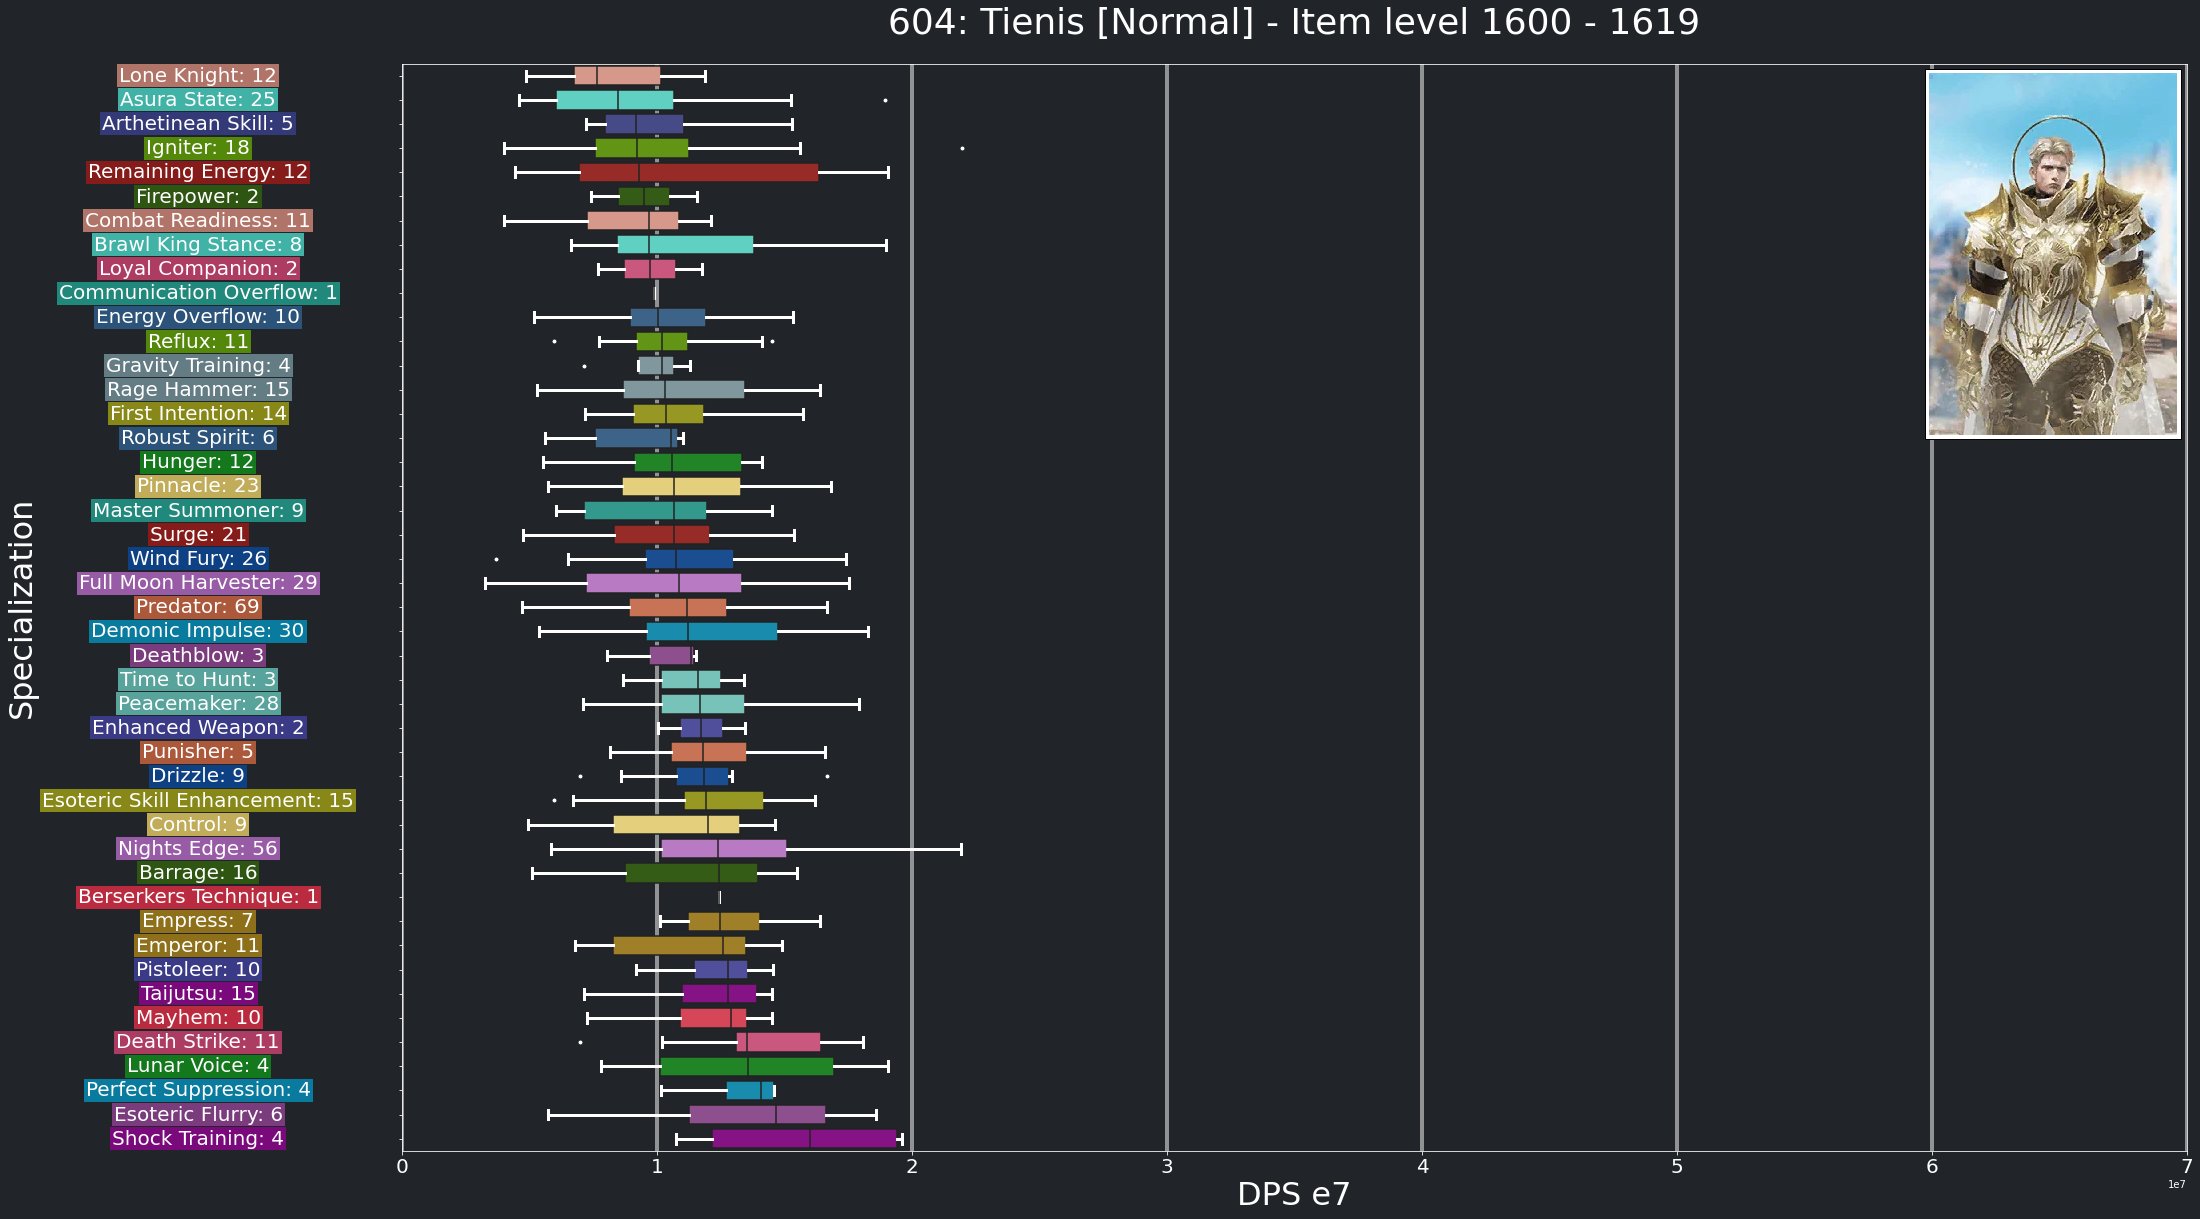 604: Tienis [Normal] - Item level 1600 - 1619
Lone Knight: 12
Asura State: 25
Arthetinean Skill: 5
Igniter: 18
Remaining Energy: 12
Firepower: 2
Combat Readiness: 11
Brawl King Stance: 8
Loyal Companion: 2
Communication Overflow: 1
Energy Overflow: 10
Reflux: 11
Gravity Training: 4
Rage Hammer: 15
First Intention: 14
Robust Spirit: 6
Hunger: 12
Pinnacle: 23
Master Summoner: 9
Surge: 21
Wind Fury: 26
Full Moon Harvester: 29
Predator: 69
Demonic Impulse: 30
Deathblow: 3
Time to Hunt: 3
Peacemaker: 28
Enhanced Weapon: 2
Punisher: 5
Drizzle: 9
Esoteric Skill Enhancement: 15
Control: 9
Nights Edge: 56
Barrage: 16
Berserkers Technique: 1
Empress: 7
Emperor: 11
Pistoleer: 10
Taijutsu: 15
Mayhem: 10
Death Strike: 11
Lunar Voice: 4
Perfect Suppression: 4
Esoteric Flurry: 6
Shock Training: 4
Specialization
0 1 2 3 4 5 6 7
1e7
DPS e7